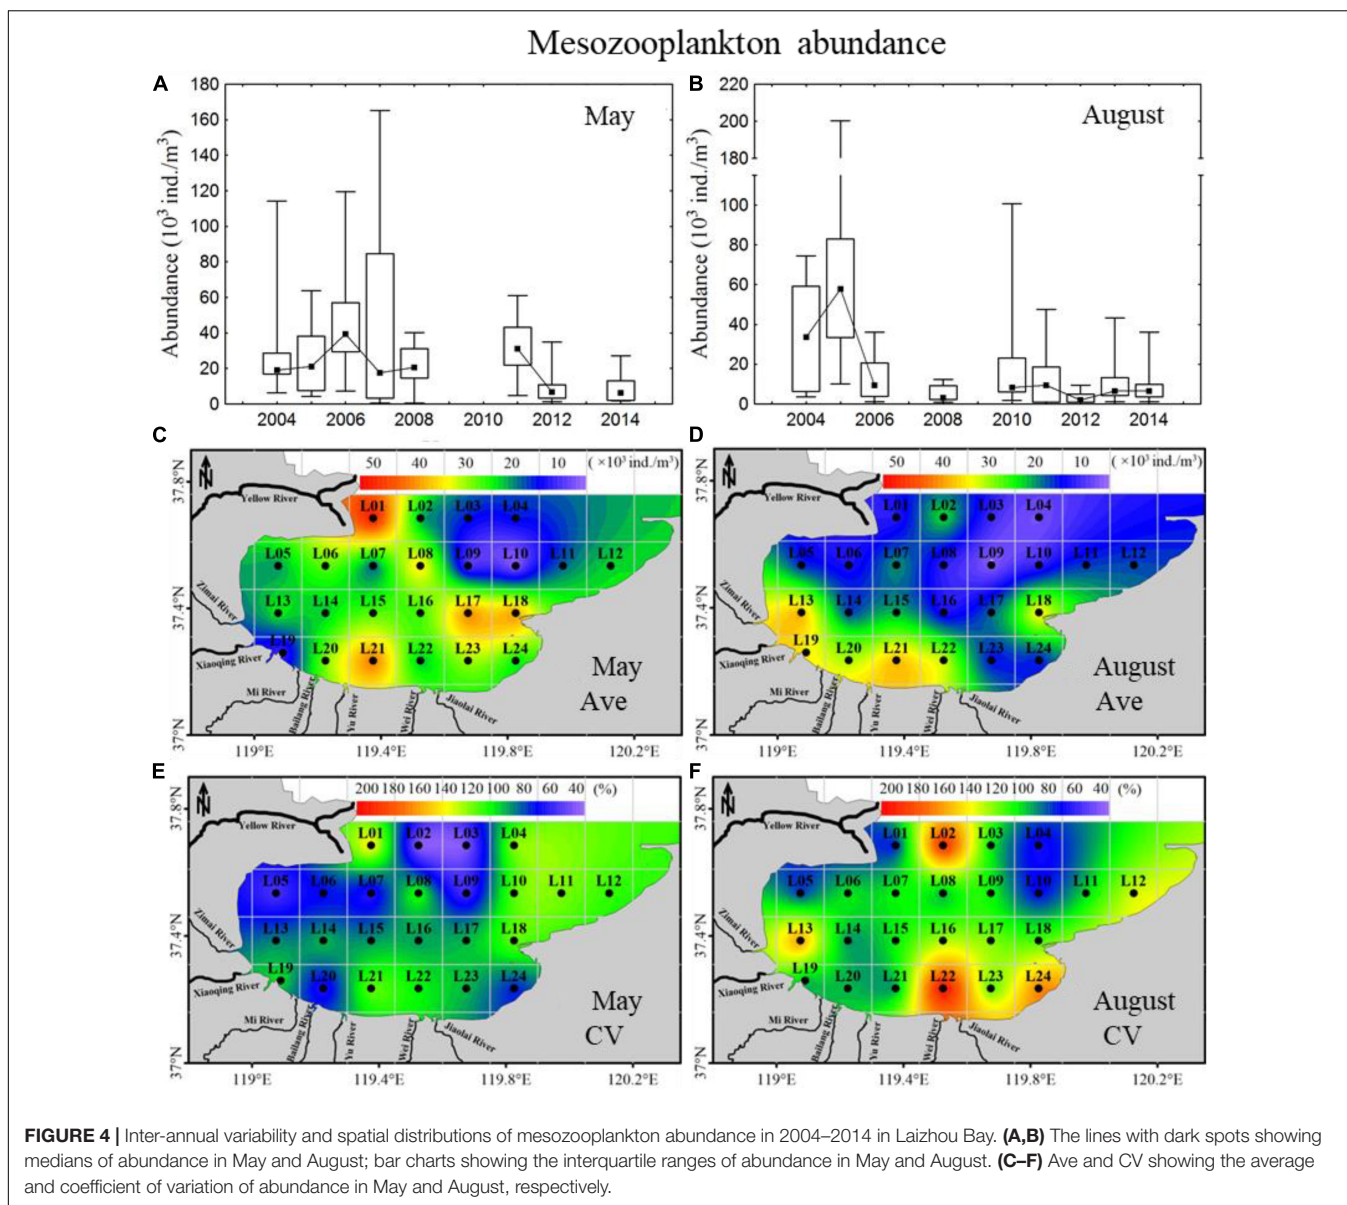 Mesozooplankton abundance
A
180
160
140
120
100
80
60
40
20
0
Abundance (10³ ind./m³)
May
2004 2006 2008 2010 2012 2014
B
220
200
180
100
80
60
40
20
0
Abundance (10³ ind./m³)
August
2004 2006 2008 2010 2012 2014
C
50 40 30 20 10 (×10³ ind./m³)
N
37.8°N
37.4°N
37°N
Yellow River
L01 L02 L03 L04
L05 L06 L07 L08 L09 L10 L11 L12
Zimai River
L13 L14 L15 L16 L17 L18
L19 L20 L21 L22 L23 L24
Xiaoqing River
Mi River
Bailang River
Yu River
Wei River
Jiaolai River
May
Ave
119°E 119.4°E 119.8°E 120.2°E
D
50 40 30 20 10 (×10³ ind./m³)
N
37.8°N
37.4°N
37°N
Yellow River
L01 L02 L03 L04
L05 L06 L07 L08 L09 L10 L11 L12
Zimai River
L13 L14 L15 L16 L17 L18
L19 L20 L21 L22 L23 L24
Xiaoqing River
Mi River
Bailang River
Yu River
Wei River
Jiaolai River
August
Ave
119°E 119.4°E 119.8°E 120.2°E
E
200 180 160 140 120 100 80 60 40 (%)
N
37.8°N
37.4°N
37°N
Yellow River
L01 L02 L03 L04
L05 L06 L07 L08 L09 L10 L11 L12
Zimai River
L13 L14 L15 L16 L17 L18
L19 L20 L21 L22 L23 L24
Xiaoqing River
Mi River
Bailang River
Yu River
Wei River
Jiaolai River
May
CV
119°E 119.4°E 119.8°E 120.2°E
F
200 180 160 140 120 100 80 60 40 (%)
N
37.8°N
37.4°N
37°N
Yellow River
L01 L02 L03 L04
L05 L06 L07 L08 L09 L10 L11 L12
Zimai River
L13 L14 L15 L16 L17 L18
L19 L20 L21 L22 L23 L24
Xiaoqing River
Mi River
Bailang River
Yu River
Wei River
Jiaolai River
August
CV
119°E 119.4°E 119.8°E 120.2°E
FIGURE 4 | Inter-annual variability and spatial distributions of mesozooplankton abundance in 2004–2014 in Laizhou Bay. (A,B) The lines with dark spots showing
medians of abundance in May and August; bar charts showing the interquartile ranges of abundance in May and August. (C–F) Ave and CV showing the average
and coefficient of variation of abundance in May and August, respectively.